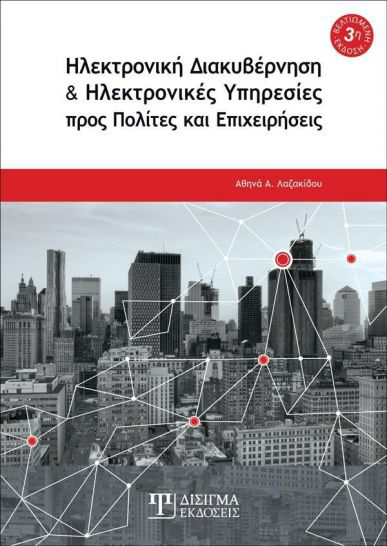 ΒΕΛΤΙΩΜΕΝΗ
3η
ΕΚΔΟΣΗ
Ηλεκτρονική Διακυβέρνηση
& Ηλεκτρονικές Υπηρεσίες
προς Πολίτες και Επιχειρήσεις
Αθηνά Α. Λαζακίδου
ΔΙΣΙΓΜΑ
ΕΚΔΟΣΕΙΣ